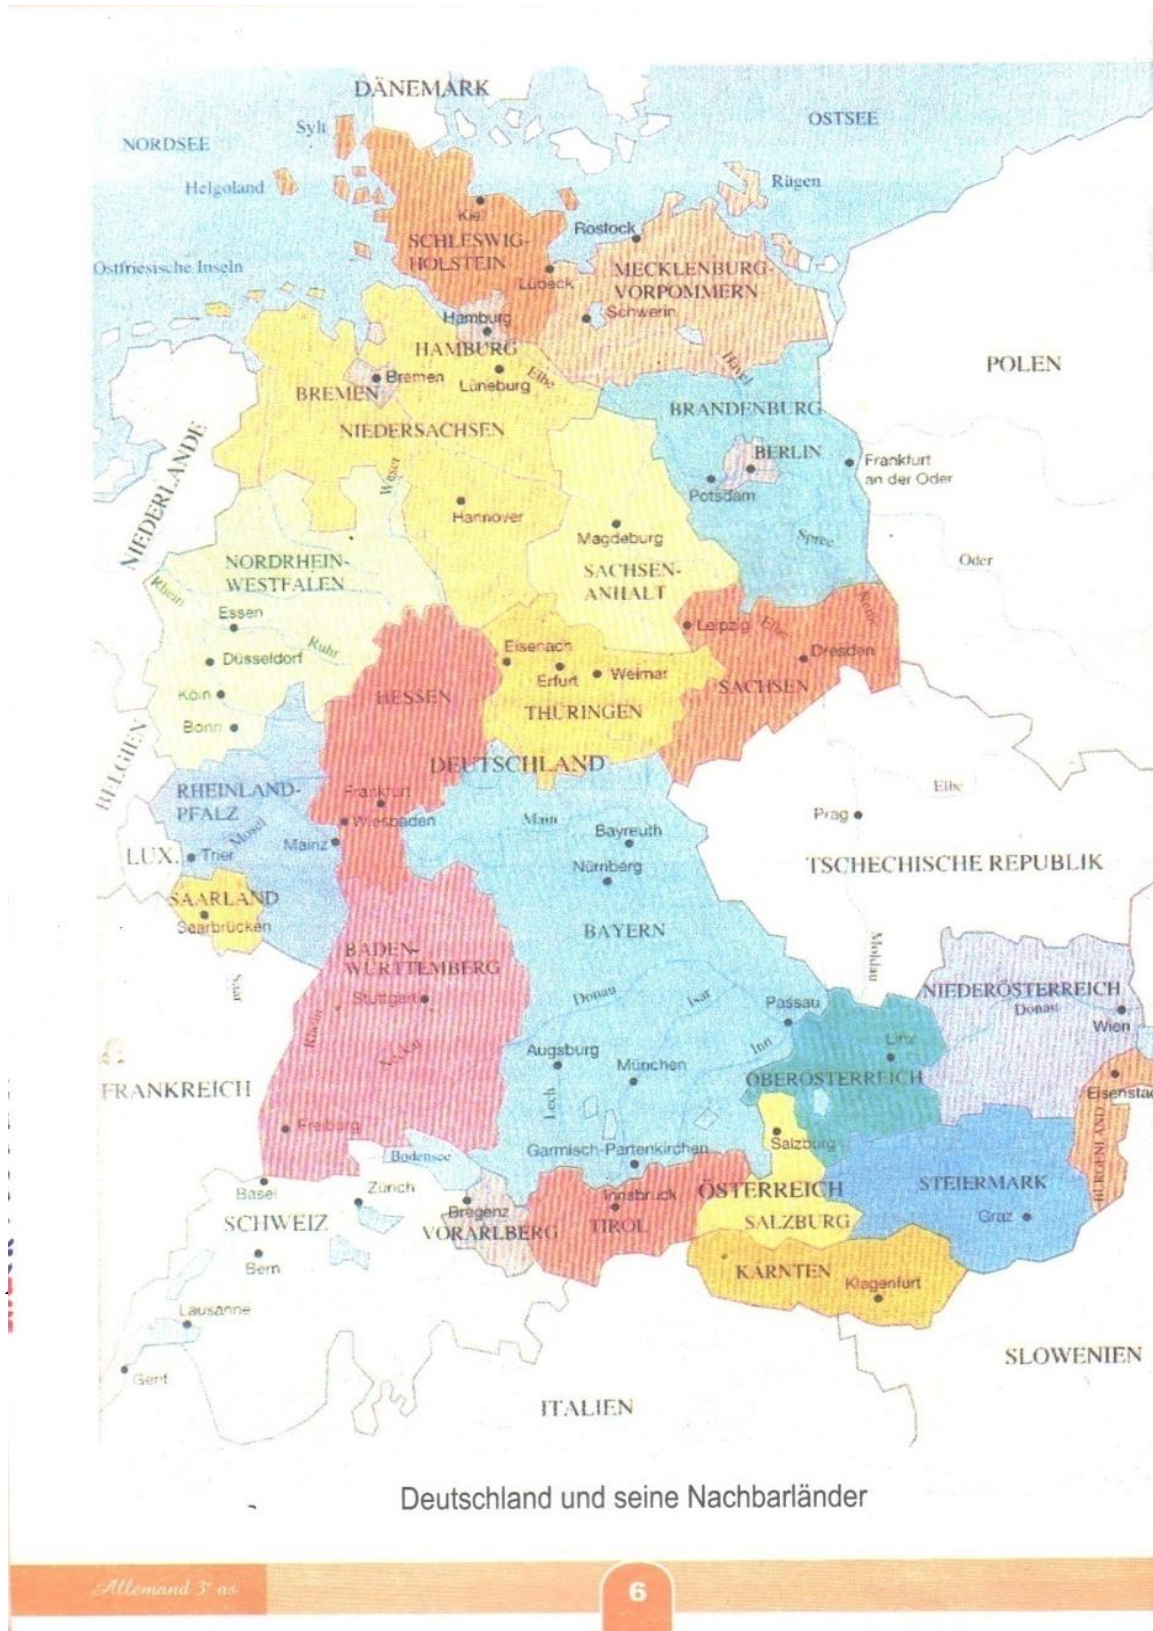 DÄNEMARK
OSTSEE
Sylt
NORDSEE
Helgoland
Rügen
Kiel
Rostock
SCHLESWIG-
HOLSTEIN
Ostfriesische Inseln
MECKLENBURG-
VORPOMMERN
Lübeck
Schwerin
Hamburg
HAMBURG
Havel
POLEN
Bremen
BREMEN
Lüneburg
Elbe
BRANDENBURG
NIEDERSACHSEN
NIEDERLANDE
BERLIN
Frankfurt
an der Oder
Weser
Potsdam
Hannover
Magdeburg
Spree
Oder
NORDRHEIN-
WESTFALEN
SACHSEN-
ANHALT
Rhein
Essen
Neiße
Leipzig
Elbe
Ruhr
Düsseldorf
Eisenach
Dresden
Erfurt
Weimar
Köln
HESSEN
SACHSEN
THÜRINGEN
Bonn
BELGIEN
DEUTSCHLAND
RHEINLAND-
PFALZ
Frankfurt
Elbe
Wiesbaden
Main
Prag
Mosel
Mainz
Bayreuth
LUX.
Trier
TSCHECHISCHE REPUBLIK
Nürnberg
SAARLAND
Saarbrücken
BAYERN
BADEN-
WÜRTTEMBERG
Moldau
Saar
Stuttgart
Donau
Isar
Passau
NIEDERÖSTERREICH
Donau
Wien
Rhein
Neckar
Inn
Linz
Augsburg
München
OBERÖSTERREICH
FRANKREICH
Eisenstad
Lech
Freiburg
BURGENLAND
Salzburg
Garmisch-Partenkirchen
Bodensee
Basel
Zürich
Innsbruck
ÖSTERREICH
STEIERMARK
SCHWEIZ
Bregenz
VORARLBERG
TIROL
SALZBURG
Graz
Bern
KÄRNTEN
Klagenfurt
Lausanne
SLOWENIEN
Genf
ITALIEN
Deutschland und seine Nachbarländer
Allemand 3e as
6